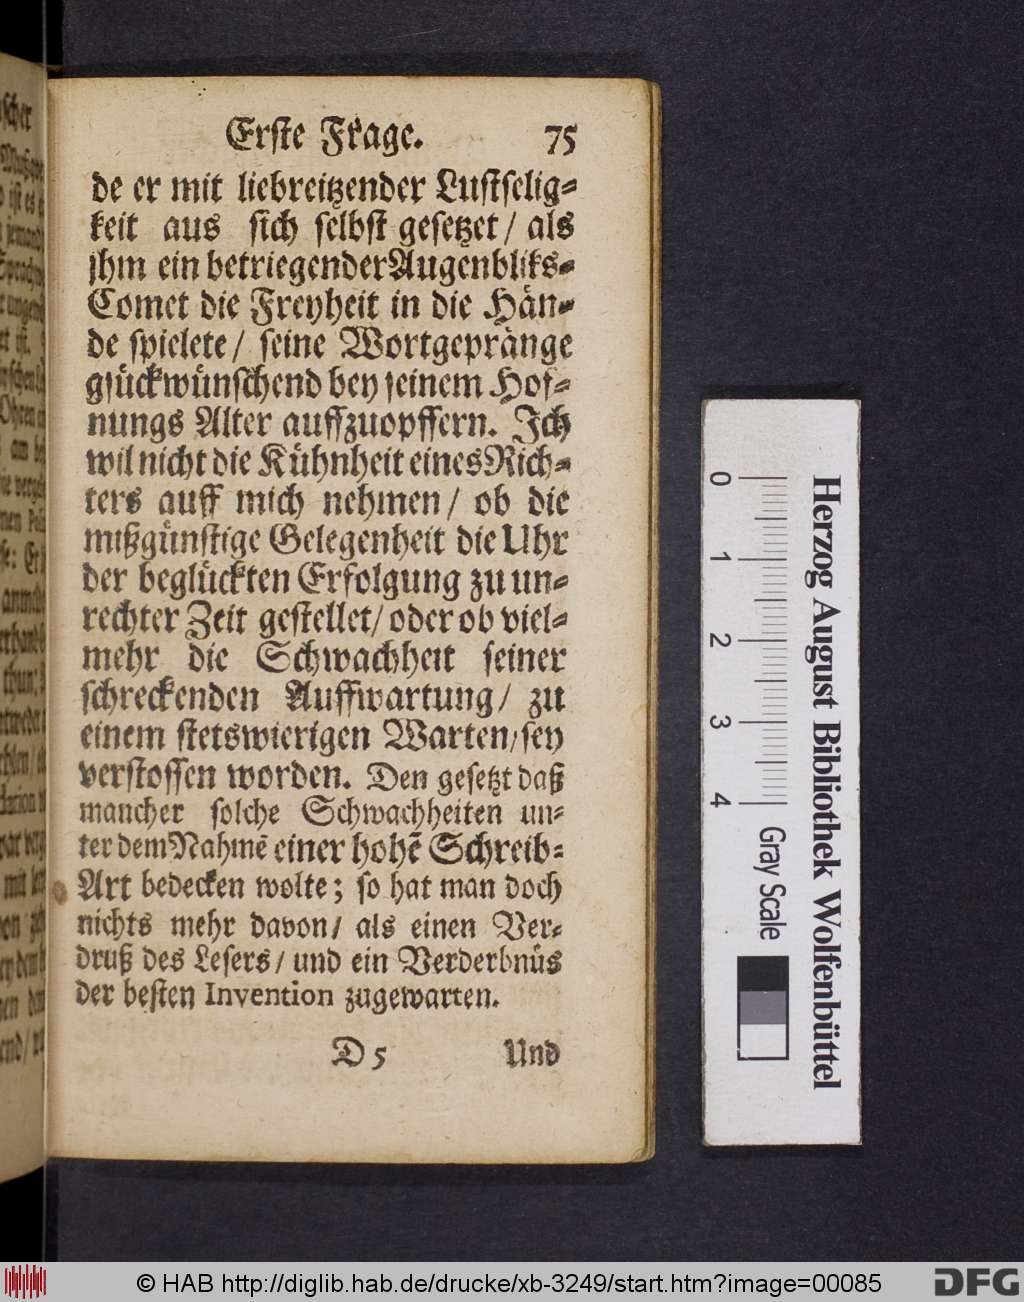 Erste Frage. 75
de er mit liebreitzender Lustselig-
keit aus sich selbst gesetzet / als
jhm ein betriegender Augenbliks-
Comet die Freyheit in die Hän-
de spielete / seine Wortgepränge
glückwünschend bey seinem Hof-
nungs Alter auffzuopffern. Ich
wil nicht die Kühnheit eines Rich-
ters auff mich nehmen / ob die
mißgünstige Gelegenheit die Uhr
der beglückten Erfolgung zu un-
rechter Zeit gestellet / oder ob viel-
mehr die Schwachheit seiner
schreckenden Auffwartung / zu
einem stetswierigen Warten / sey
verstossen worden. Den gesetzt daß
mancher solche Schwachheiten un-
ter dem Nahmē einer hohē Schreib-
Art bedecken wolte; so hat man doch
nichts mehr davon / als einen Ver-
druß des Lesers / und ein Verderbnüs
der besten Invention zugewarten.
D 5 Und
Herzog August Bibliothek Wolfenbüttel
0 1 2 3 4 Gray Scale
© HAB http://diglib.hab.de/drucke/xb-3249/start.htm?image=00085
DFG